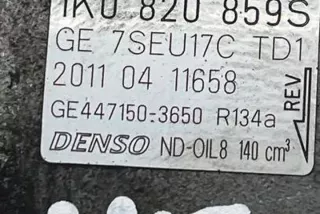 1K0 820 859S
GE 7SEU17C TD1
2011 04 11658
GE447150-3650 R134a
REV
DENSO ND-OIL8 140 cm³